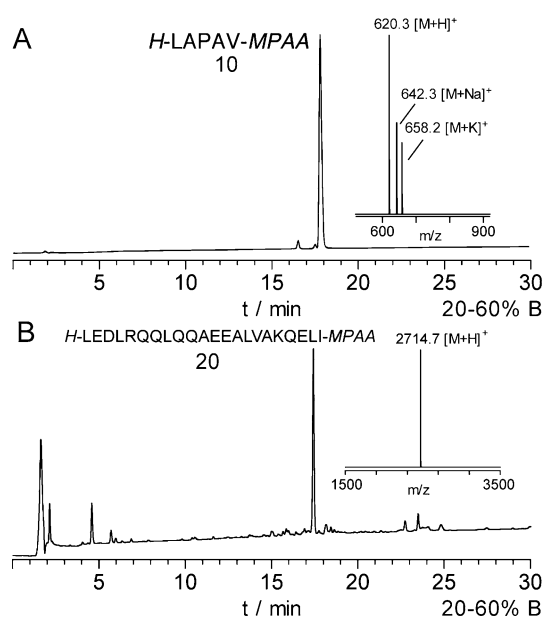 A
H-LAPAV-MPAA
10
620.3 [M+H]+
642.3 [M+Na]+
658.2 [M+K]+
600
900
m/z
5
10
15
20
25
30
t / min
20-60% B
B
H-LEDLRQQLQQAEEALVAKQELI-MPAA
20
2714.7 [M+H]+
1500
3500
m/z
5
10
15
20
25
30
t / min
20-60% B